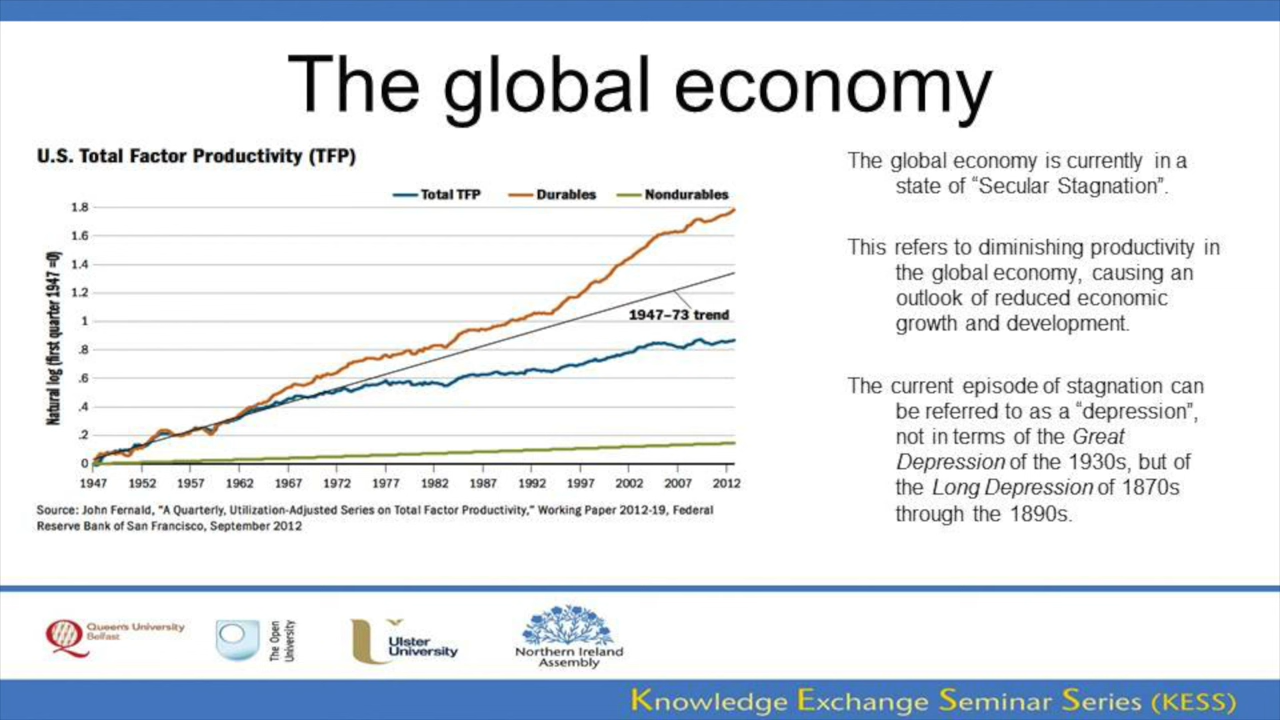 The global economy
U.S. Total Factor Productivity (TFP)
Total TFP
Durables
Nondurables
1.8
1.6
1.4
1.2
1
.8
.6
.4
.2
0
Natural log (first quarter 1947 =0)
1947–73 trend
1947 1952 1957 1962 1967 1972 1977 1982 1987 1992 1997 2002 2007 2012
Source: John Fernald, "A Quarterly, Utilization-Adjusted Series on Total Factor Productivity," Working Paper 2012-19, Federal
Reserve Bank of San Francisco, September 2012
The global economy is currently in a
state of “Secular Stagnation”.
This refers to diminishing productivity in
the global economy, causing an
outlook of reduced economic
growth and development.
The current episode of stagnation can
be referred to as a “depression”,
not in terms of the Great
Depression of the 1930s, but of
the Long Depression of 1870s
through the 1890s.
Queen's University
Belfast
The Open
University
Ulster
University
Northern Ireland
Assembly
Knowledge Exchange Seminar Series (KESS)